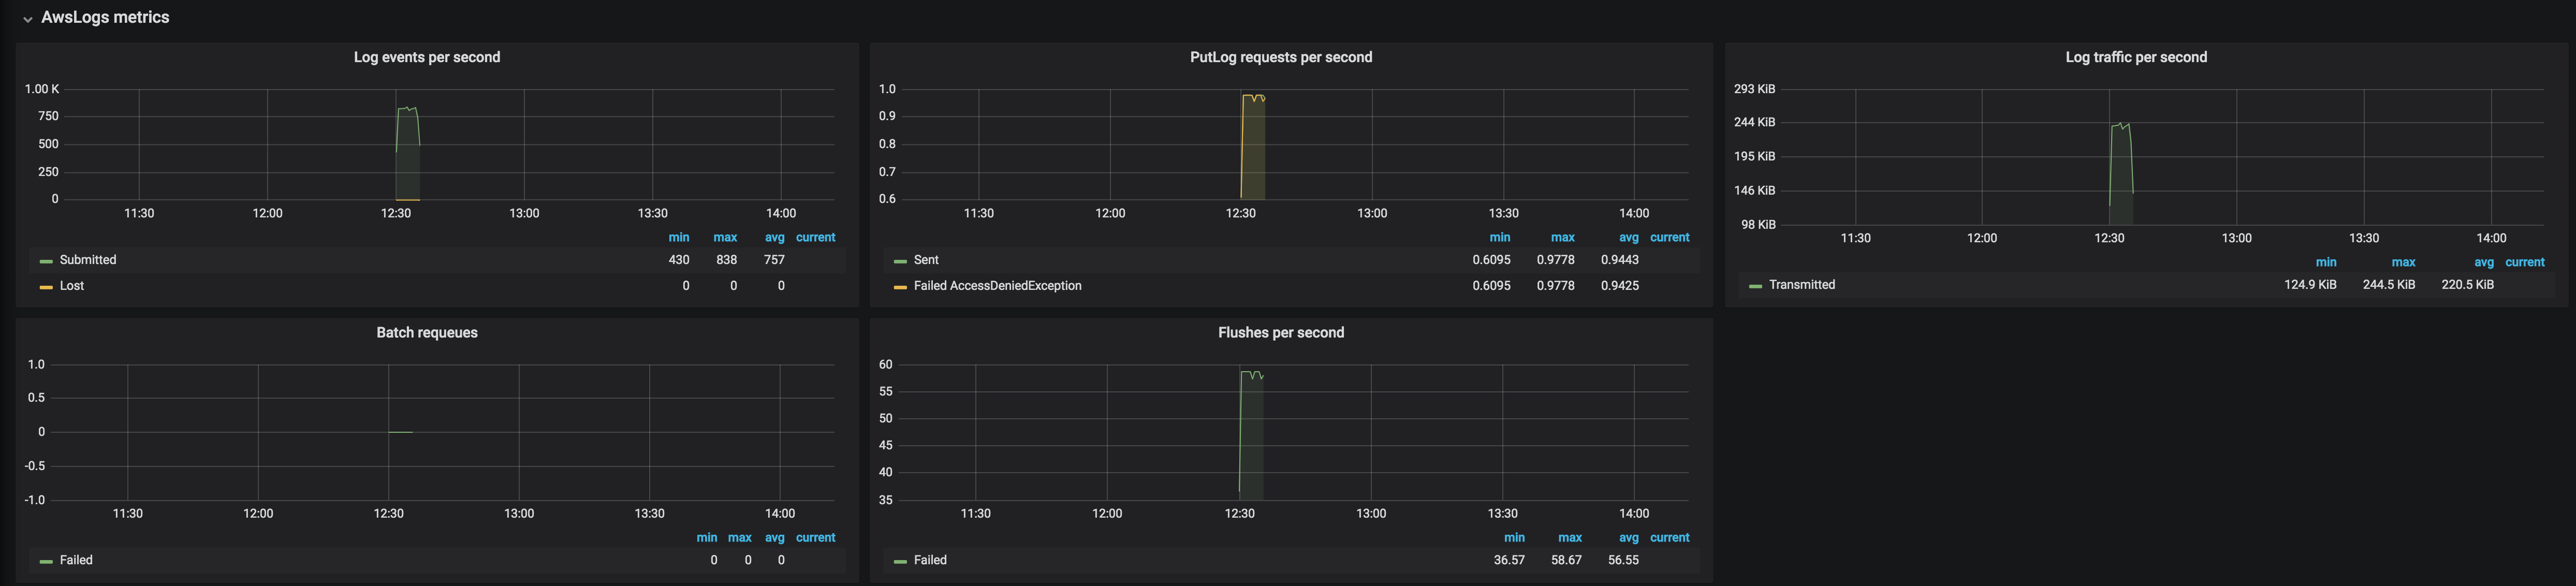 AwsLogs metrics
Log events per second
1.00 K
750
500
250
0
11:30 12:00 12:30 13:00 13:30 14:00
min max avg current
Submitted 430 838 757
Lost 0 0 0
PutLog requests per second
1.0
0.9
0.8
0.7
0.6
11:30 12:00 12:30 13:00 13:30 14:00
min max avg current
Sent 0.6095 0.9778 0.9443
Failed AccessDeniedException 0.6095 0.9778 0.9425
Log traffic per second
293 KiB
244 KiB
195 KiB
146 KiB
98 KiB
11:30 12:00 12:30 13:00 13:30 14:00
min max avg current
Transmitted 124.9 KiB 244.5 KiB 220.5 KiB
Batch requeues
1.0
0.5
0
-0.5
-1.0
11:30 12:00 12:30 13:00 13:30 14:00
min max avg current
Failed 0 0 0
Flushes per second
60
55
50
45
40
35
11:30 12:00 12:30 13:00 13:30 14:00
min max avg current
Failed 36.57 58.67 56.55